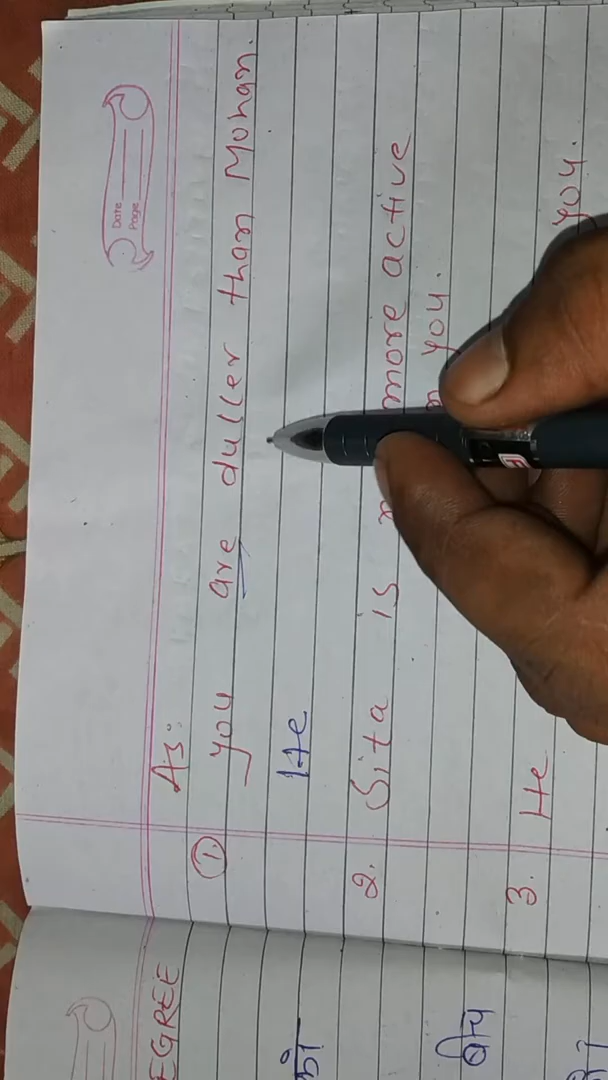 Date
Page
As:
① You are duller than Mohan.
He
2. Sita is more active
you.
3. He you.
EGREE